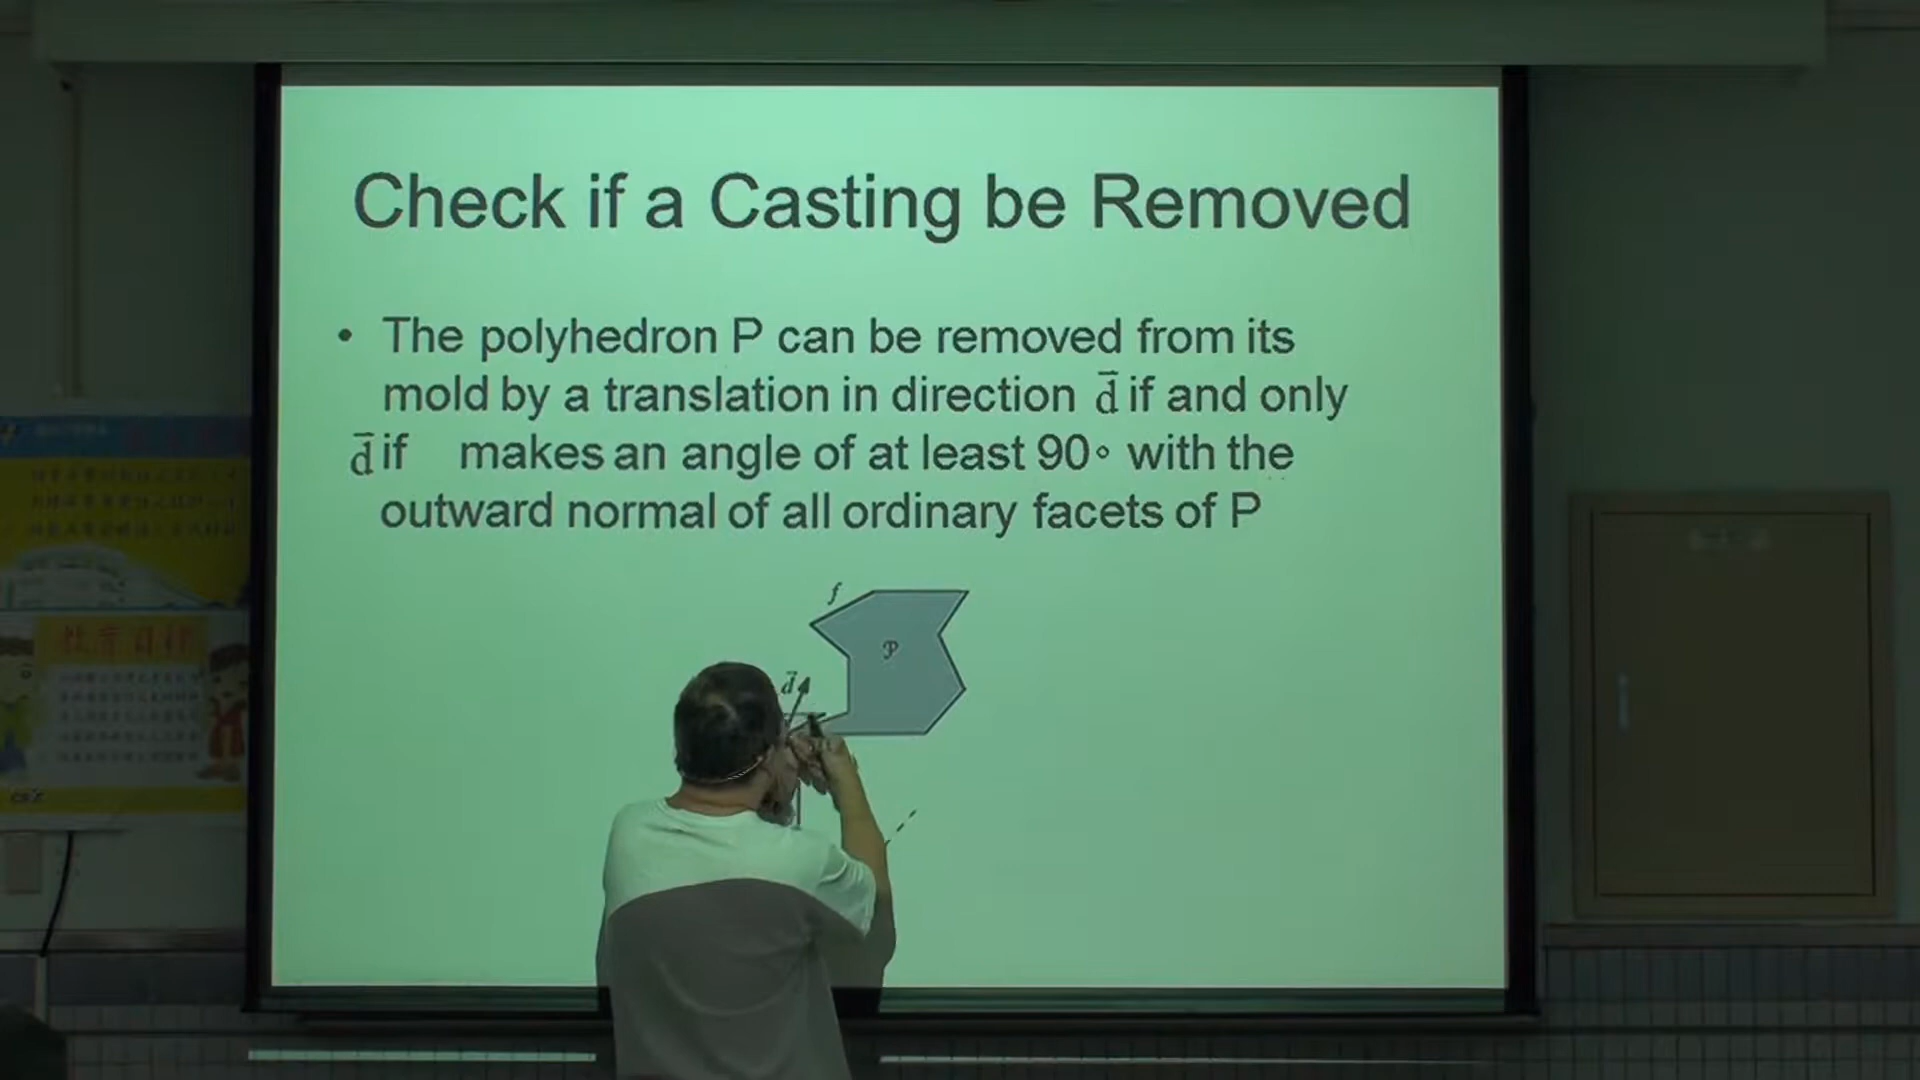 Check if a Casting be Removed
• The polyhedron P can be removed from its
mold by a translation in direction d⃗ if and only
d⃗ if makes an angle of at least 90° with the
outward normal of all ordinary facets of P
f
𝒫
d⃗